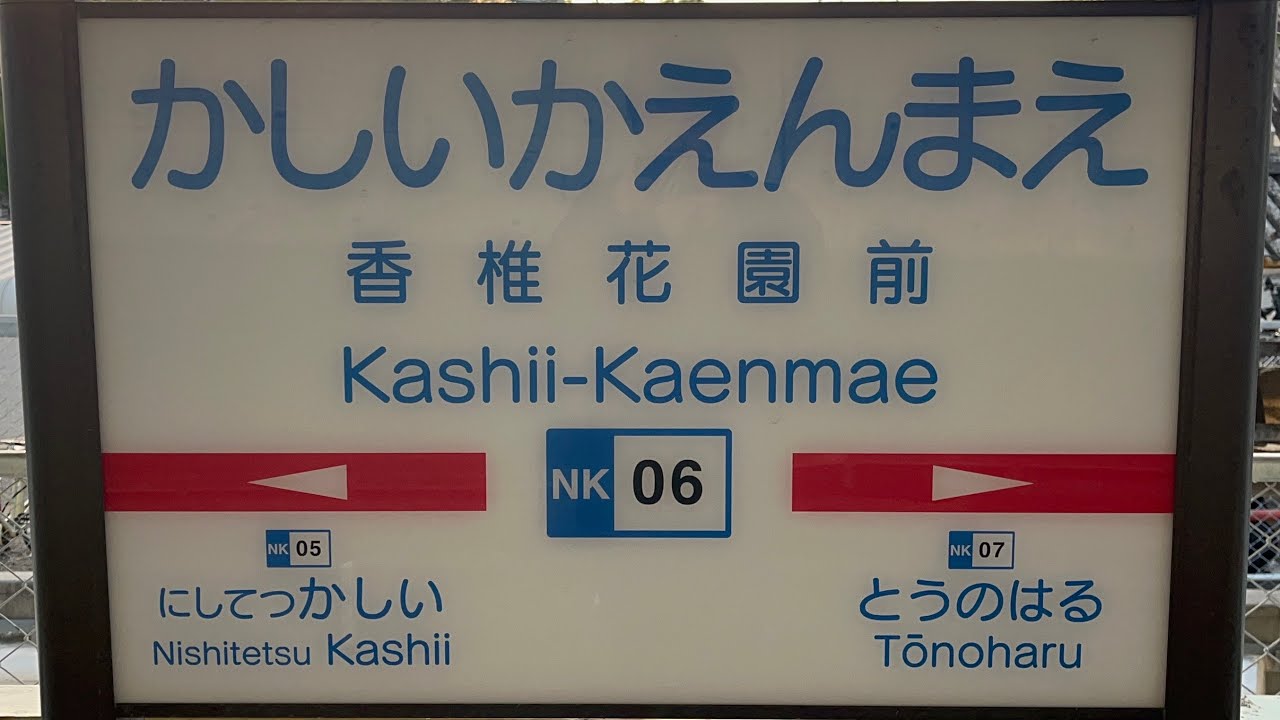 かしいかえんまえ
香椎花園前
Kashii-Kaenmae
NK 06
NK 05
にしてつかしい
Nishitetsu Kashii
NK 07
とうのはる
Tōnoharu